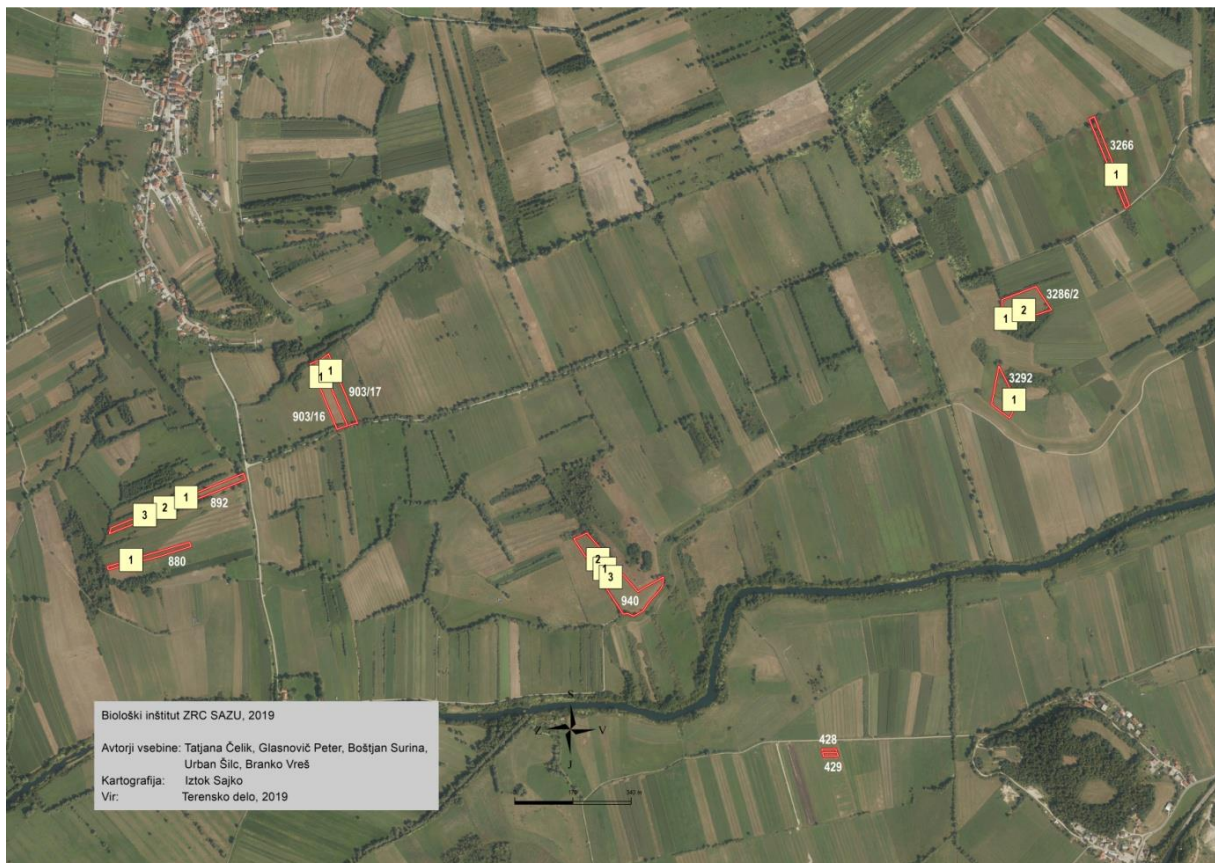 3266
1
3286/2
2
1
3292
1
1
1
903/17
903/16
1
2
3
892
1
880
2
1
3
940
S
V
J
428
429
Biološki inštitut ZRC SAZU, 2019
Avtorji vsebine: Tatjana Čelik, Glasnovič Peter, Boštjan Surina,
Urban Šilc, Branko Vreš
Kartografija: Iztok Sajko
Vir: Terensko delo, 2019